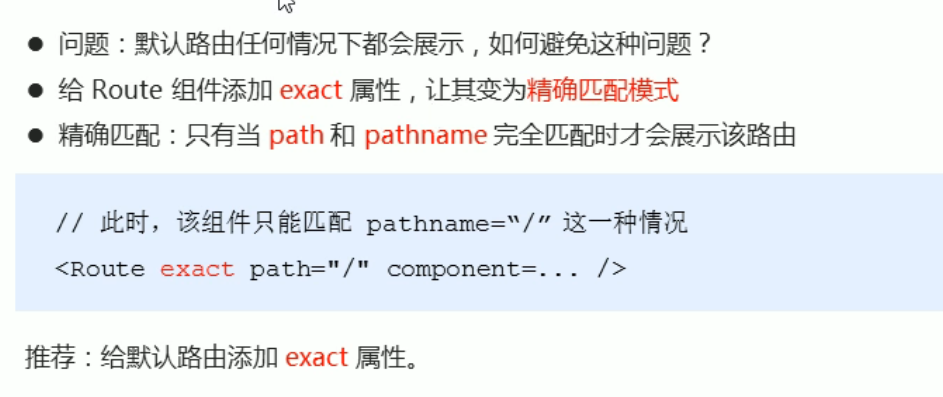 ● 问题：默认路由任何情况下都会展示，如何避免这种问题？
● 给 Route 组件添加 exact 属性，让其变为精确匹配模式
● 精确匹配：只有当 path 和 pathname 完全匹配时才会展示该路由
// 此时，该组件只能匹配 pathname=“/” 这一种情况
<Route exact path="/" component=... />
推荐：给默认路由添加 exact 属性。